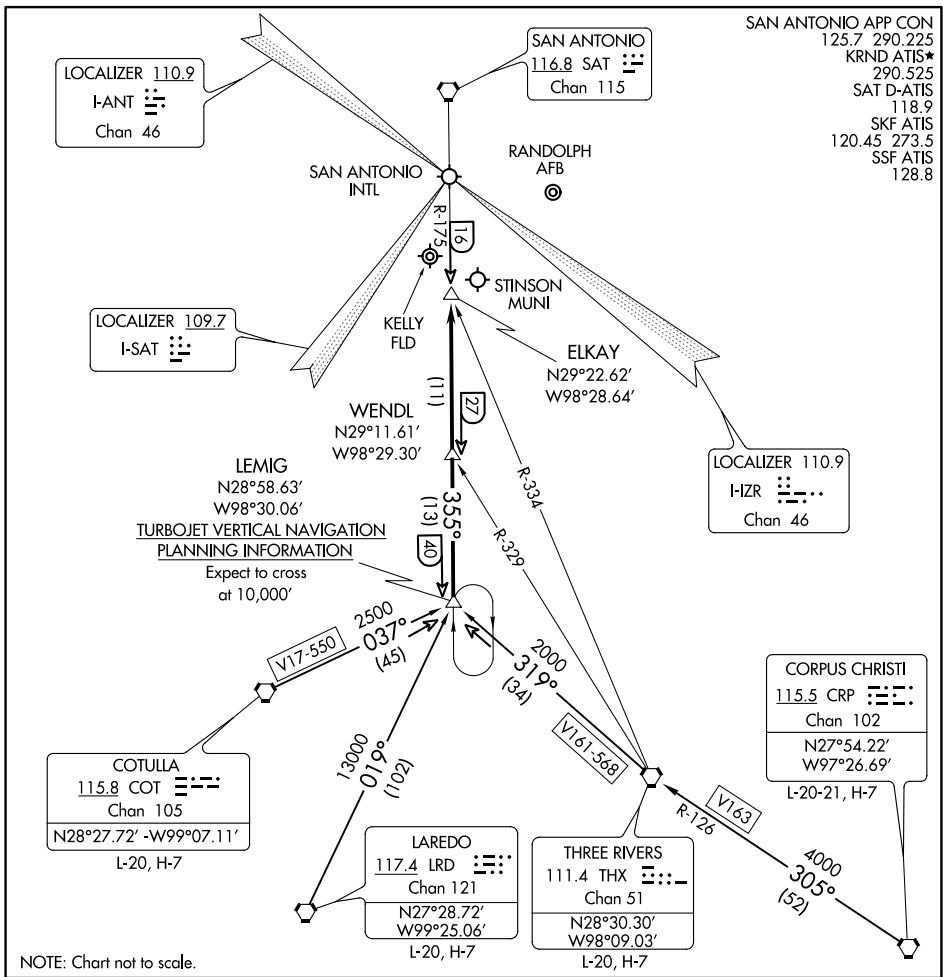 SAN ANTONIO APP CON
125.7 290.225
KRND ATIS★
290.525
SAT D-ATIS
118.9
SKF ATIS
120.45 273.5
SSF ATIS
128.8
SAN ANTONIO
116.8 SAT
Chan 115
LOCALIZER 110.9
I-ANT
Chan 46
SAN ANTONIO
INTL
RANDOLPH
AFB
R-175
16
STINSON
MUNI
KELLY
FLD
LOCALIZER 109.7
I-SAT
ELKAY
N29°22.62'
W98°28.64'
(11)
27
WENDL
N29°11.61'
W98°29.30'
LOCALIZER 110.9
I-IZR
Chan 46
R-334
R-329
LEMIG
N28°58.63'
W98°30.06'
TURBOJET VERTICAL NAVIGATION
PLANNING INFORMATION
Expect to cross
at 10,000'
355°
(13)
40
2500
V17-550
037°
(45)
2000
319°
(34)
V161-568
13000
019°
(102)
CORPUS CHRISTI
115.5 CRP
Chan 102
N27°54.22'
W97°26.69'
L-20-21, H-7
V163
R-126
4000
305°
(52)
COTULLA
115.8 COT
Chan 105
N28°27.72' -W99°07.11'
L-20, H-7
LAREDO
117.4 LRD
Chan 121
N27°28.72'
W99°25.06'
L-20, H-7
THREE RIVERS
111.4 THX
Chan 51
N28°30.30'
W98°09.03'
L-20, H-7
NOTE: Chart not to scale.